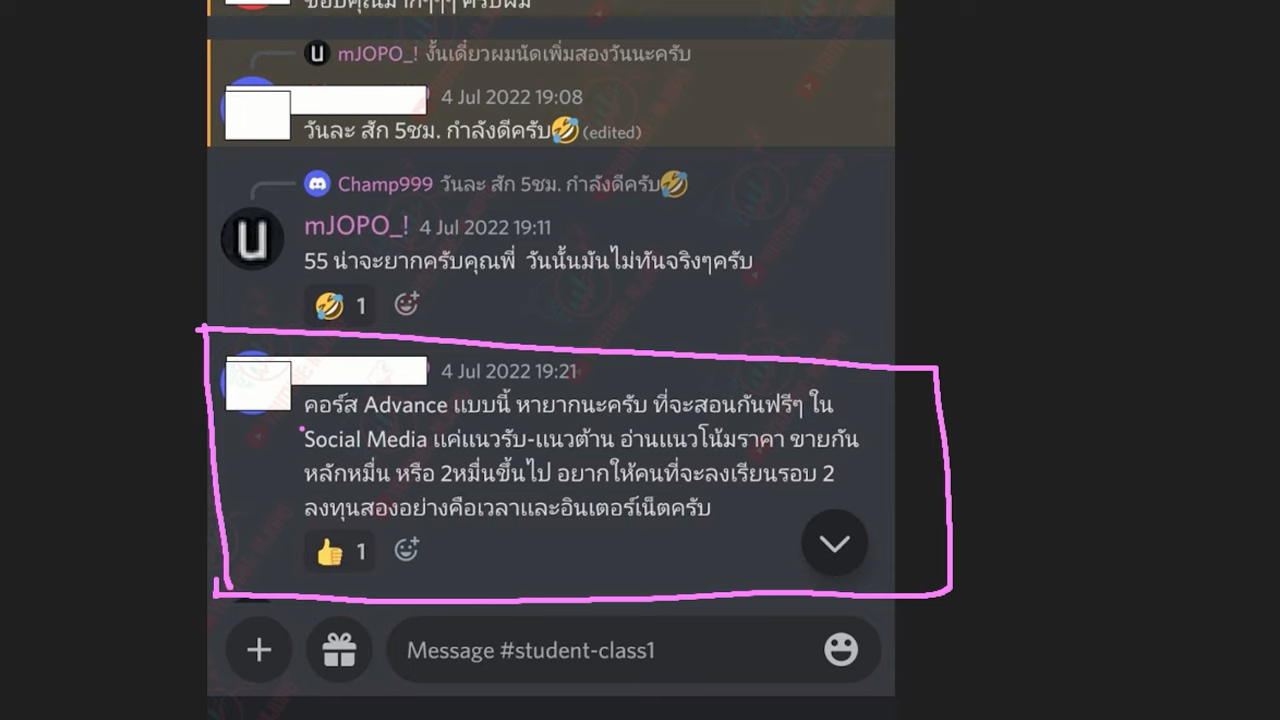 ขอบคุณมากๆๆๆ ครับผม
mJOPO_! งั้นเดี๋ยวผมนัดเพิ่มสองวันนะครับ
4 Jul 2022 19:08
วันละ สัก 5ชม. กำลังดีครับ🤣 (edited)
Champ999 วันละ สัก 5ชม. กำลังดีครับ🤣
mJOPO_! 4 Jul 2022 19:11
55 น่าจะยากครับคุณพี่ วันนั้นมันไม่ทันจริงๆครับ
🤣 1
4 Jul 2022 19:21
คอร์ส Advance แบบนี้ หายากนะครับ ที่จะสอนกันฟรีๆ ใน
Social Media แค่แนวรับ-แนวต้าน อ่านแนวโน้มราคา ขายกัน
หลักหมื่น หรือ 2หมื่นขึ้นไป อยากให้คนที่จะลงเรียนรอบ 2
ลงทุนสองอย่างคือเวลาและอินเตอร์เน็ตครับ
👍 1
Message #student-class1